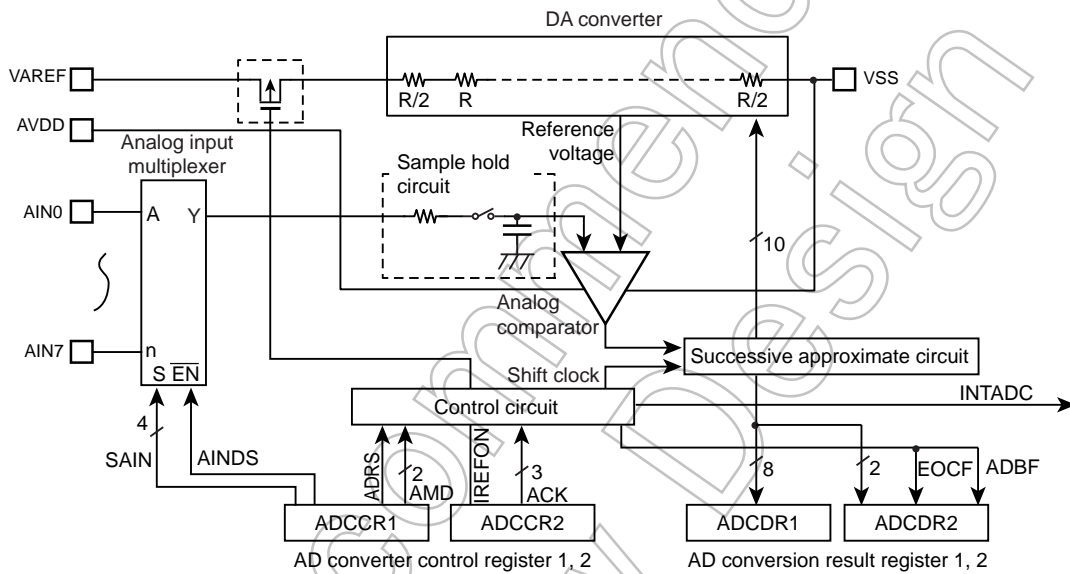 DA converter
VAREF
R/2
R
R/2
VSS
AVDD
Reference
voltage
Analog input
multiplexer
Sample hold
circuit
AIN0
A
Y
10
Analog
comparator
AIN7
n
S
EN
Successive approximate circuit
Shift clock
INTADC
Control circuit
4
SAIN
AINDS
ADRS
2
AMD
IREFON
3
ACK
8
2
EOCF
ADBF
ADCCR1
ADCCR2
ADCDR1
ADCDR2
AD converter control register 1, 2
AD conversion result register 1, 2